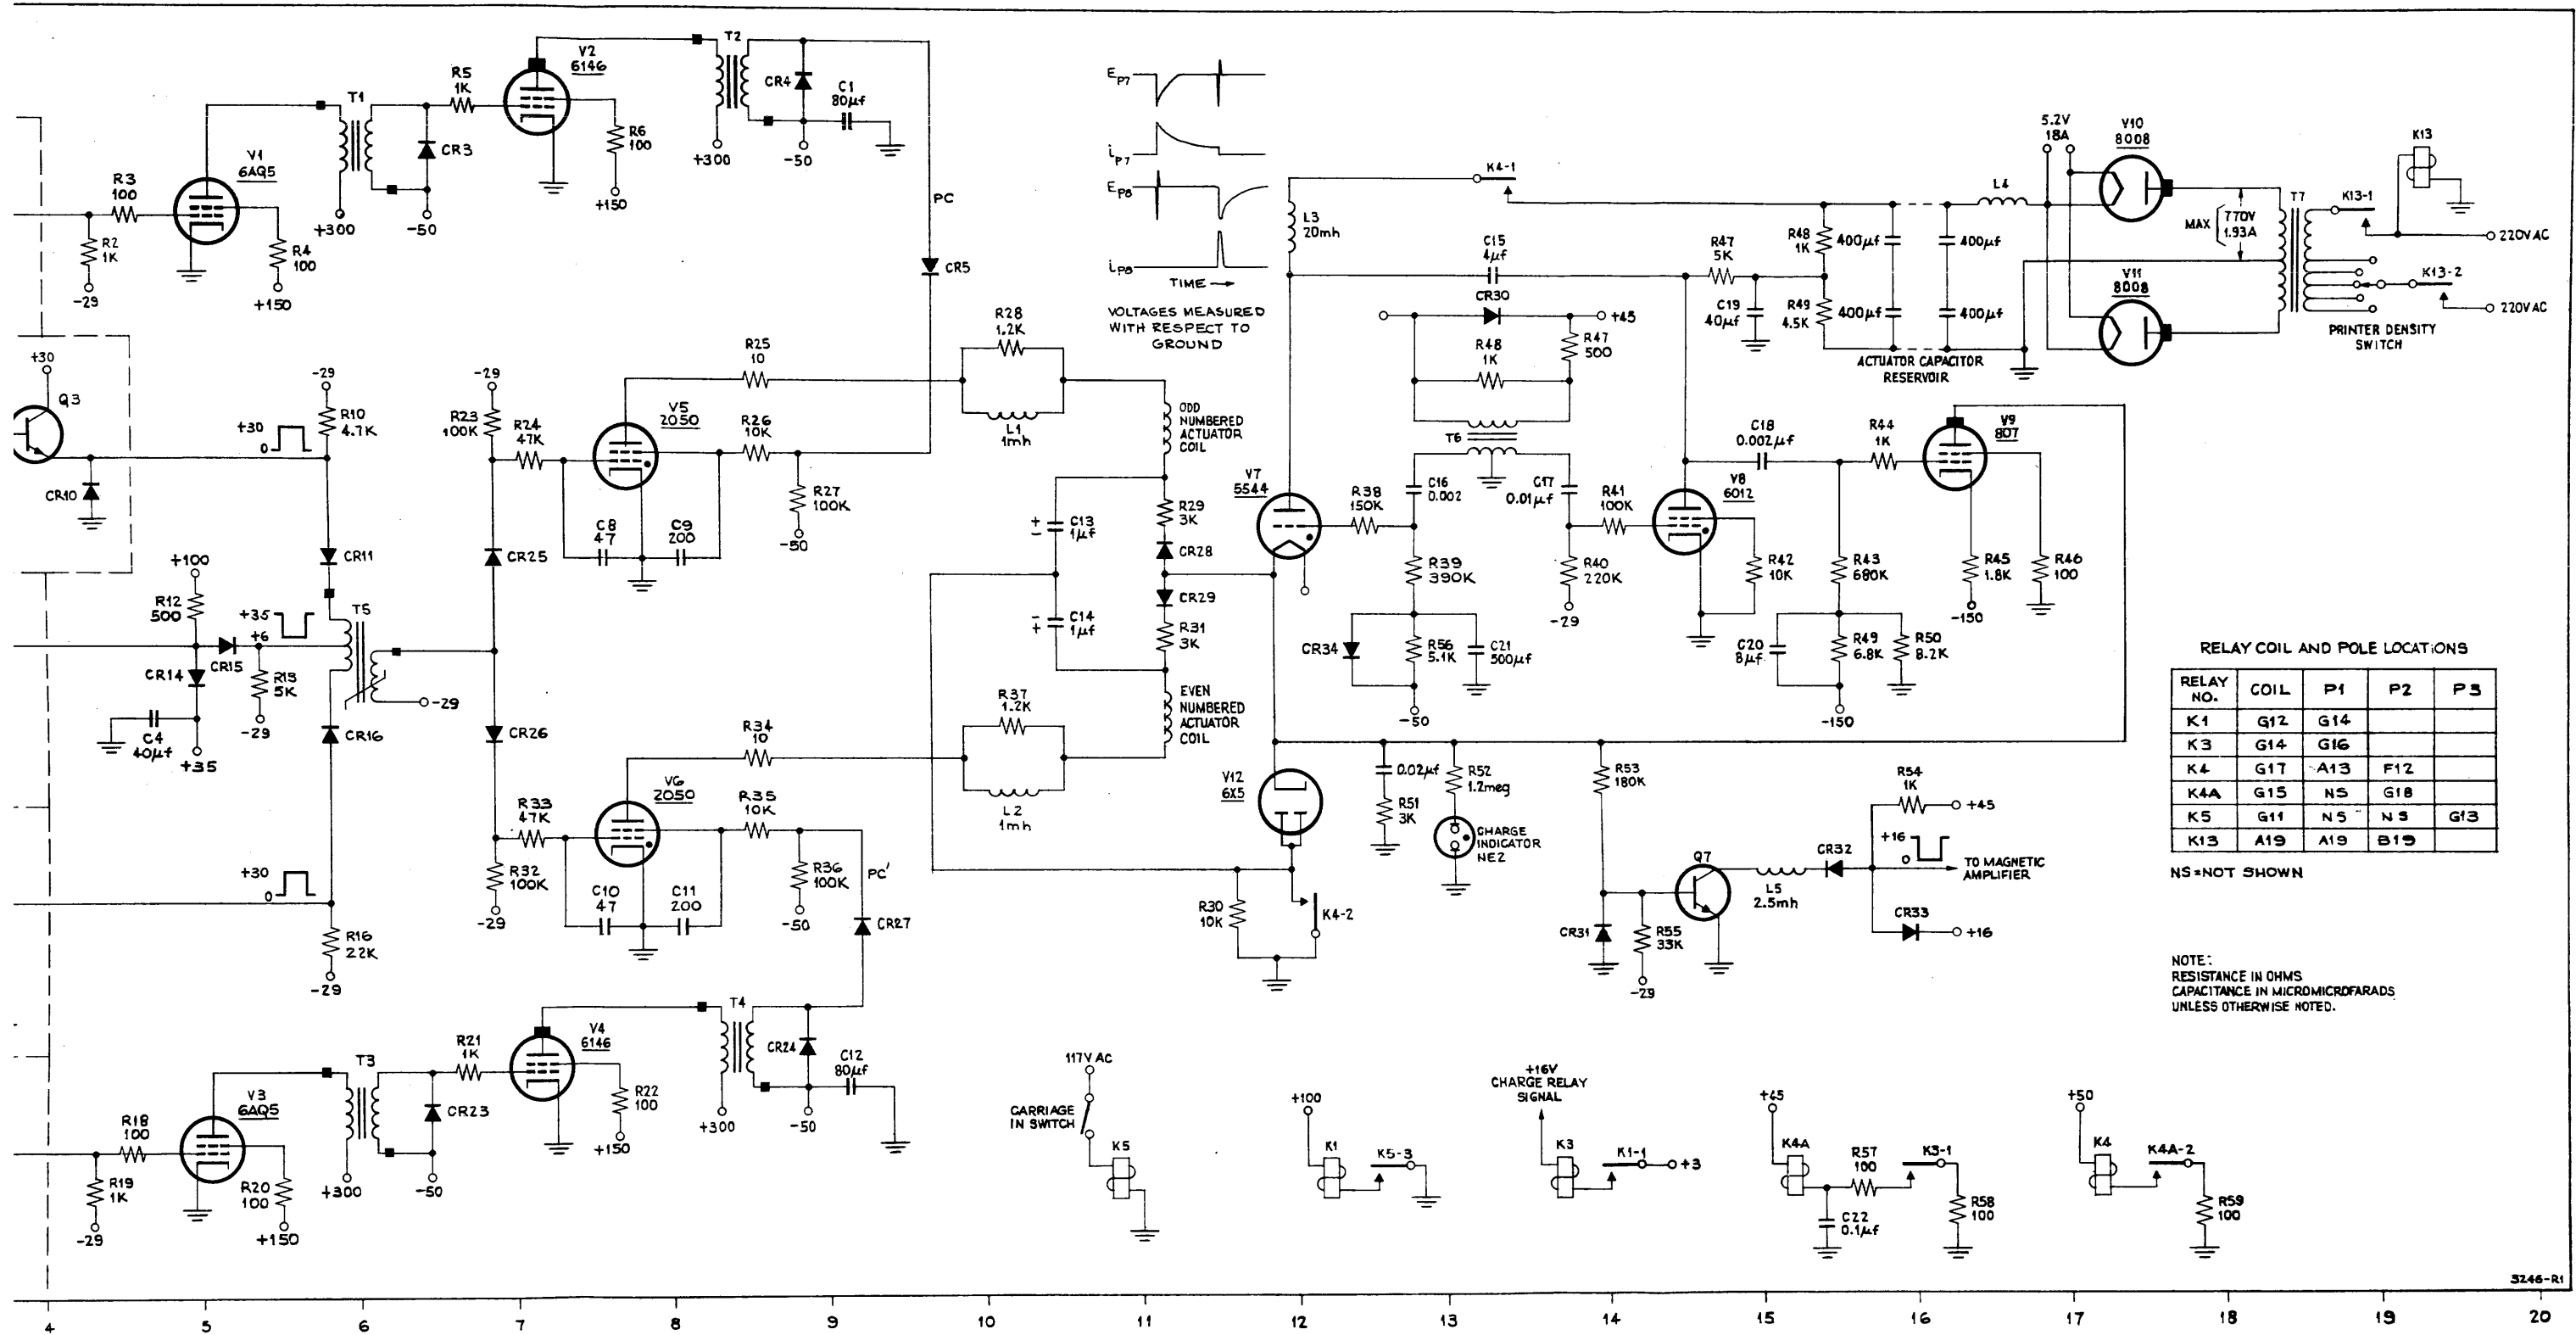 T1
R5
1K
V2
6146
T2
CR4
C1
80μf
V1
6AQ5
R3
100
R2
1K
-29
R4
100
+150
+300
CR3
-50
R6
100
+150
+300
-50
PC
CR5
E P7
i P7
E P8
i P8
TIME →
VOLTAGES MEASURED
WITH RESPECT TO
GROUND
K4-1
L3
20mh
C15
4μf
R47
5K
C19
40μf
R48
1K
R49
4.5K
400μf
400μf
400μf
400μf
ACTUATOR CAPACITOR
RESERVOIR
L4
5.2V
18A
V10
8008
V11
8008
MAX
770V
1.93A
T7
K13-1
K13
220VAC
K13-2
220VAC
PRINTER DENSITY
SWITCH
+30
Q3
CR10
+30
0
-29
R10
4.7K
CR11
+100
R12
500
+35
+6
T5
CR15
CR14
R13
5K
-29
C4
40μf
+35
CR16
-29
+30
0
R16
22K
-29
-29
R23
100K
R24
47K
V5
2050
R25
10
R26
10K
R27
100K
-50
C8
47
C9
200
CR25
CR26
R33
47K
R32
100K
-29
V6
2050
R34
10
R35
10K
R36
100K
-50
C10
47
C11
200
PC'
CR27
R28
1.2K
L1
1mh
ODD
NUMBERED
ACTUATOR
COIL
C13
1μf
+
−
R29
3K
CR28
CR29
R31
3K
C14
1μf
−
+
EVEN
NUMBERED
ACTUATOR
COIL
R37
1.2K
L2
1mh
CR30
+45
R47
500
R48
1K
T6
V7
5544
R38
150K
C16
0.002
C17
0.01μf
R41
100K
R39
390K
R40
220K
-29
CR34
R56
5.1K
C21
500μf
-50
V8
6012
R42
10K
C18
0.002μf
R44
1K
V9
807
R43
680K
R45
1.8K
-150
R46
100
C20
8μf
R49
6.8K
R50
8.2K
-150
V12
6X5
0.02μf
R51
3K
R52
1.2meg
CHARGE
INDICATOR
NE2
R53
180K
R30
10K
K4-2
CR31
R55
33K
-29
Q7
L5
2.5mh
CR32
R54
1K
+45
+16
0
TO MAGNETIC
AMPLIFIER
CR33
+16
RELAY COIL AND POLE LOCATIONS
RELAY NO. COIL P1 P2 P3
K1 G12 G14
K3 G14 G16
K4 G17 A13 F12
K4A G15 NS G18
K5 G11 NS NS G13
K13 A19 A19 B19
NS=NOT SHOWN
NOTE:
RESISTANCE IN OHMS
CAPACITANCE IN MICROMICROFARADS
UNLESS OTHERWISE NOTED.
V3
6AQ5
R18
100
R19
1K
-29
R20
100
+150
T3
+300
CR23
-50
R21
1K
V4
6146
R22
100
+150
T4
+300
CR24
-50
C12
80μf
117V AC
CARRIAGE
IN SWITCH
K5
+100
K1
K5-3
+16V
CHARGE RELAY
SIGNAL
K3
K1-1
+3
+45
K4A
R57
100
K3-1
C22
0.1μf
R58
100
+50
K4
K4A-2
R59
100
3246-R1
4 5 6 7 8 9 10 11 12 13 14 15 16 17 18 19 20